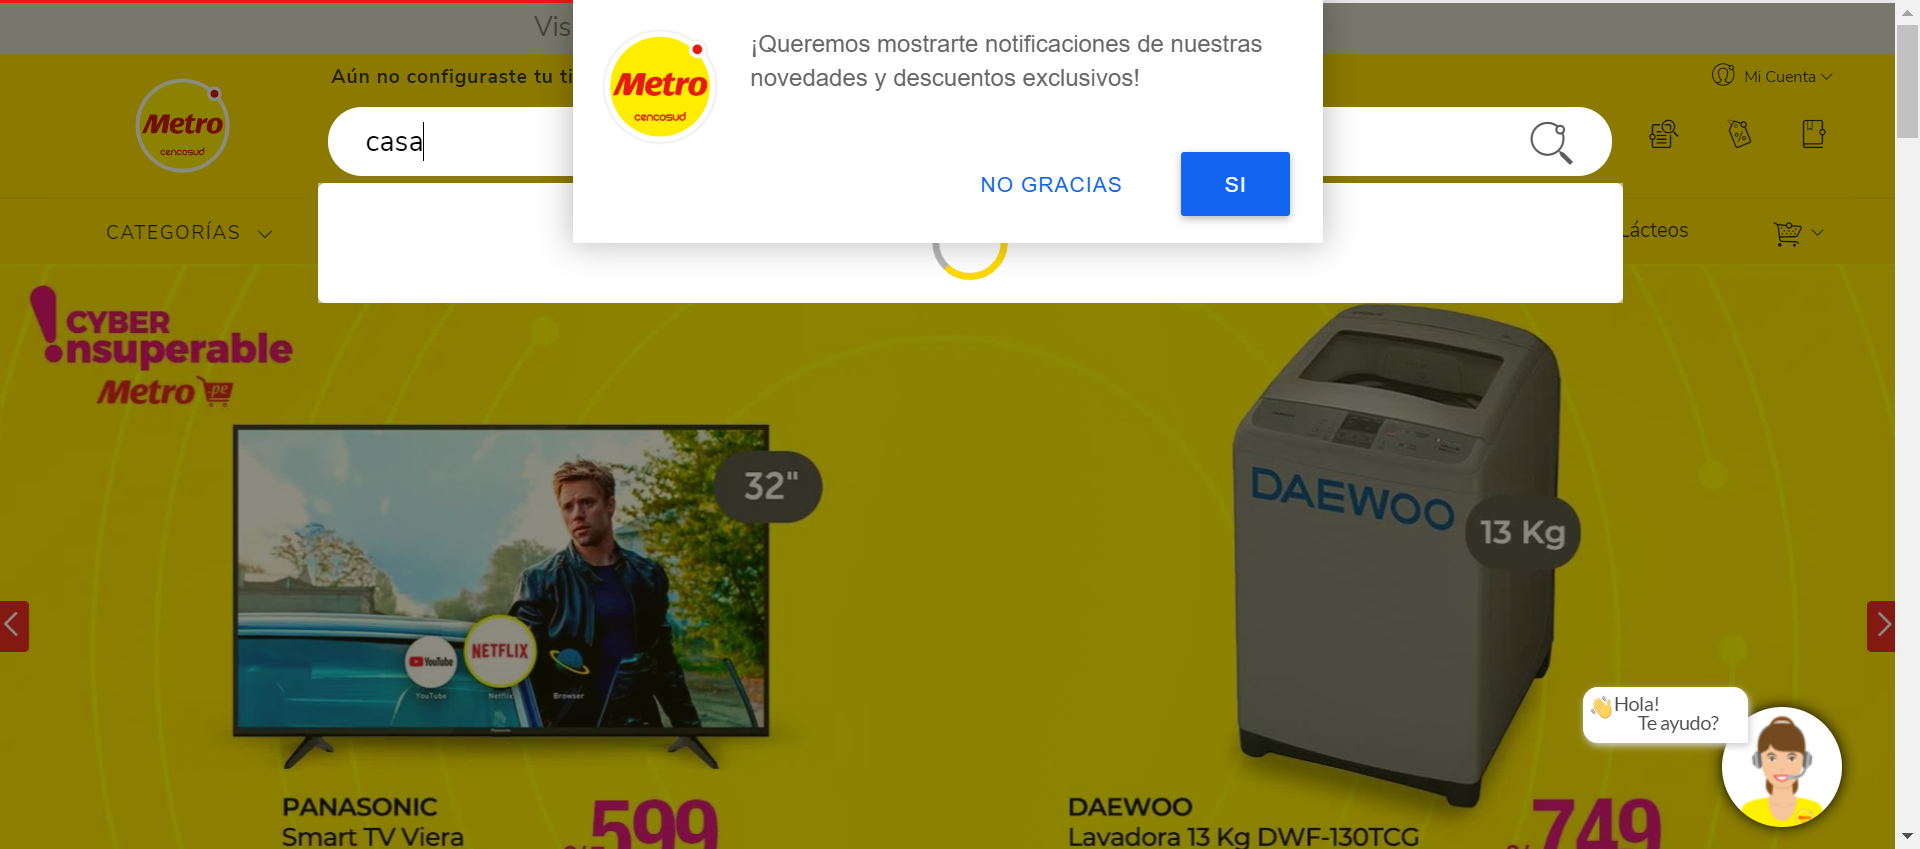 Vis
¡Queremos mostrarte notificaciones de nuestras
novedades y descuentos exclusivos!
Metro
cencosud
NO GRACIAS
SI
Aún no configuraste tu ti
Mi Cuenta
Metro
cencosud
casa
CATEGORÍAS
Lácteos
CYBER
nsuperable
Metro pe
32"
DAEWOO
13 Kg
YouTube
NETFLIX
YouTube
Netflix
Browser
Panasonic
Hola!
Te ayudo?
PANASONIC
Smart TV Viera
599
DAEWOO
Lavadora 13 Kg DWF-130TCG
749